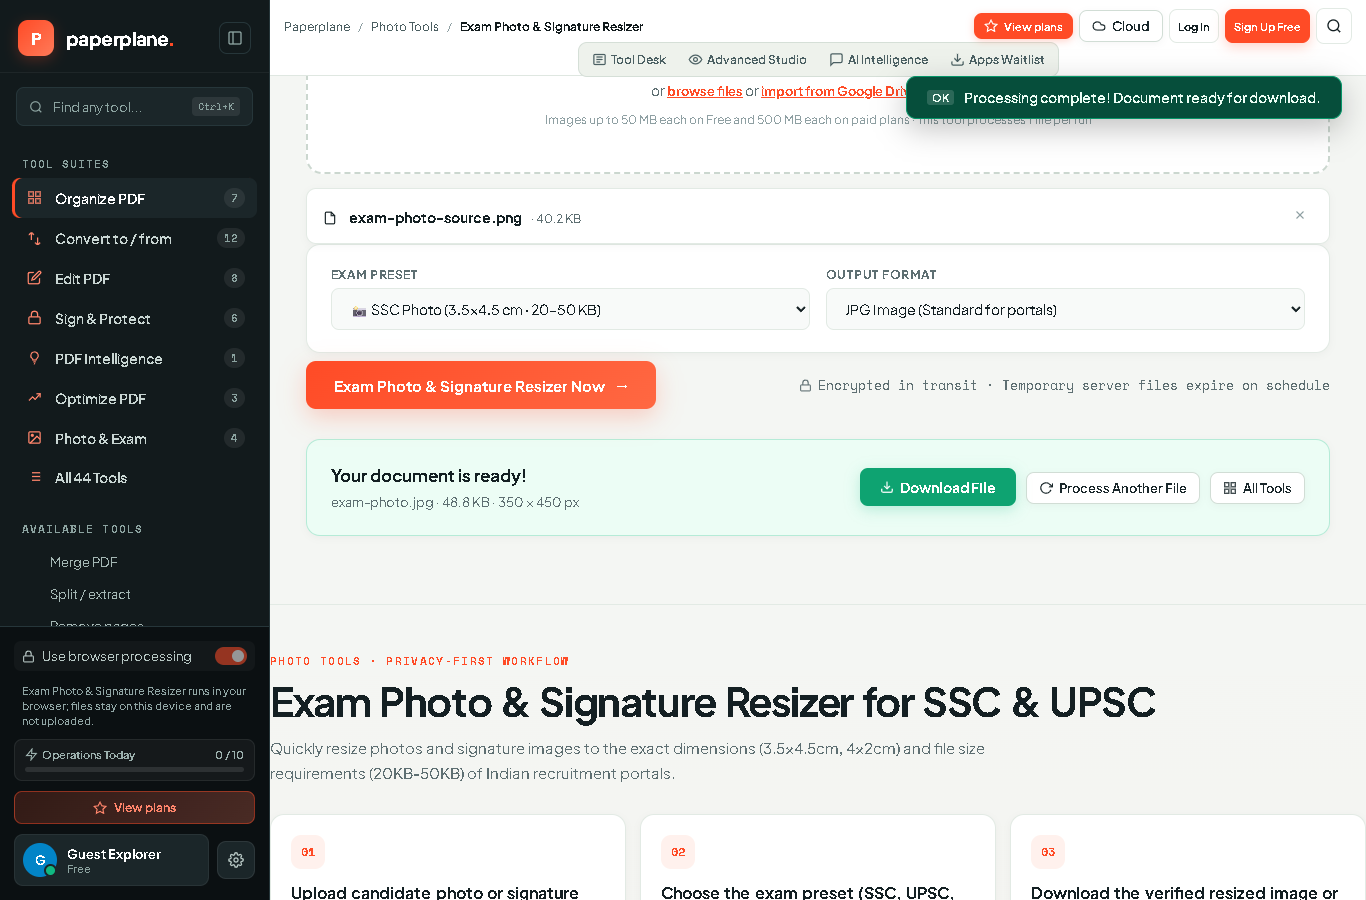 P paperplane.
Find any tool... Ctrl+K
TOOL SUITES
Organize PDF 7
Convert to / from 12
Edit PDF 8
Sign & Protect 6
PDF Intelligence 1
Optimize PDF 3
Photo & Exam 4
All 44 Tools
AVAILABLE TOOLS
Merge PDF
Split / extract
Remove pages
Use browser processing
Exam Photo & Signature Resizer runs in your
browser; files stay on this device and are
not uploaded.
Operations Today 0 / 10
View plans
G Guest Explorer
Free
Paperplane / Photo Tools / Exam Photo & Signature Resizer
View plans Cloud Log In Sign Up Free
Tool Desk Advanced Studio AI Intelligence Apps Waitlist
OK Processing complete! Document ready for download.
or browse files or import from Google Driv
Images up to 50 MB each on Free and 500 MB each on paid plans · This tool processes 1 file per run
exam-photo-source.png · 40.2 KB ×
EXAM PRESET OUTPUT FORMAT
SSC Photo (3.5×4.5 cm · 20–50 KB) JPG Image (Standard for portals)
Exam Photo & Signature Resizer Now → Encrypted in transit · Temporary server files expire on schedule
Your document is ready!
exam-photo.jpg · 48.8 KB · 350 × 450 px
Download File Process Another File All Tools
PHOTO TOOLS · PRIVACY-FIRST WORKFLOW
Exam Photo & Signature Resizer for SSC & UPSC
Quickly resize photos and signature images to the exact dimensions (3.5x4.5cm, 4x2cm) and file size
requirements (20KB-50KB) of Indian recruitment portals.
01 02 03
Upload candidate photo or signature Choose the exam preset (SSC, UPSC, Download the verified resized image or